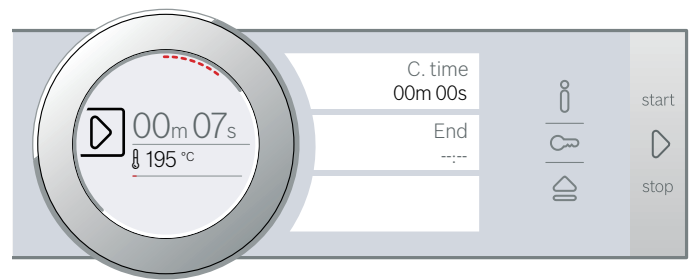 00m 07s
195 °C
C. time
00m 00s
End
--:--
start
stop